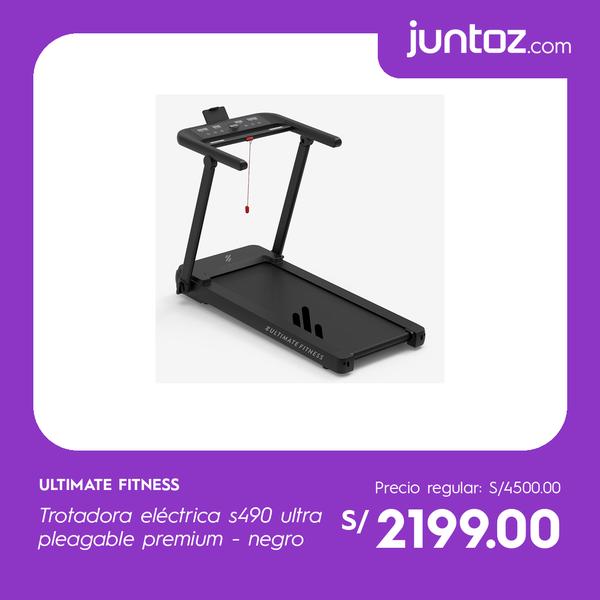 juntoz.com
ULTIMATE FITNESS
ULTIMATE FITNESS
Trotadora eléctrica s490 ultra
pleagable premium - negro
Precio regular: S/4500.00
S/ 2199.00